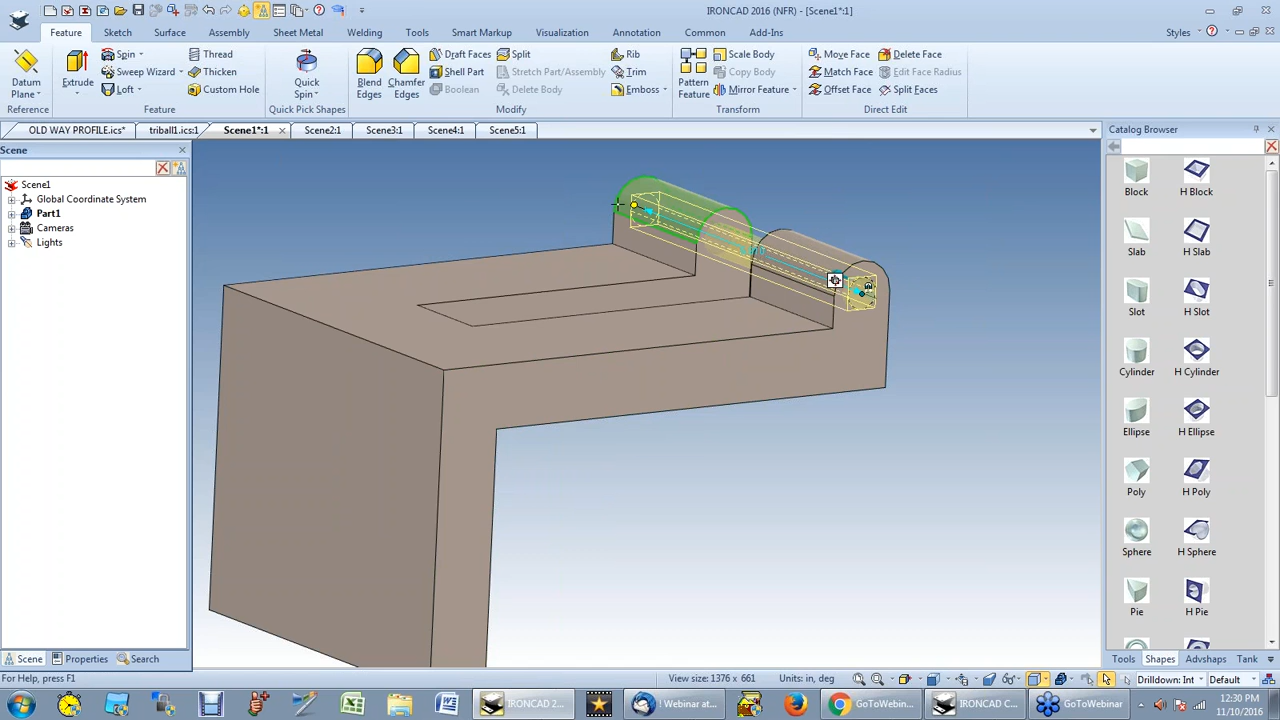 IRONCAD 2016 (NFR) - [Scene1*:1]
Feature Sketch Surface Assembly Sheet Metal Welding Tools Smart Markup Visualization Annotation Common Add-Ins Styles
Datum Plane Extrude Spin Sweep Wizard Loft Thread Thicken Custom Hole Quick Spin Blend Edges Chamfer Edges Draft Faces Shell Part Boolean Split Stretch Part/Assembly Delete Body Rib Trim Emboss Pattern Feature Scale Body Copy Body Mirror Feature Move Face Match Face Offset Face Delete Face Edit Face Radius Split Faces
Reference Feature Quick Pick Shapes Modify Transform Direct Edit
OLD WAY PROFILE.ics* triball1.ics:1 Scene1*:1 Scene2:1 Scene3:1 Scene4:1 Scene5:1
Scene Catalog Browser
Scene1
Global Coordinate System
Part1
Cameras
Lights
Block H Block
Slab H Slab
Slot H Slot
Cylinder H Cylinder
Ellipse H Ellipse
Poly H Poly
Sphere H Sphere
Pie H Pie
Scene Properties Search Tools Shapes Advshaps Tank
For Help, press F1 View size: 1376 x 661 Units: in, deg Drilldown: Int Default
IRONCAD 2... ! Webinar at... GoToWebin... IRONCAD C... GoToWebin... 12:30 PM
11/10/2016